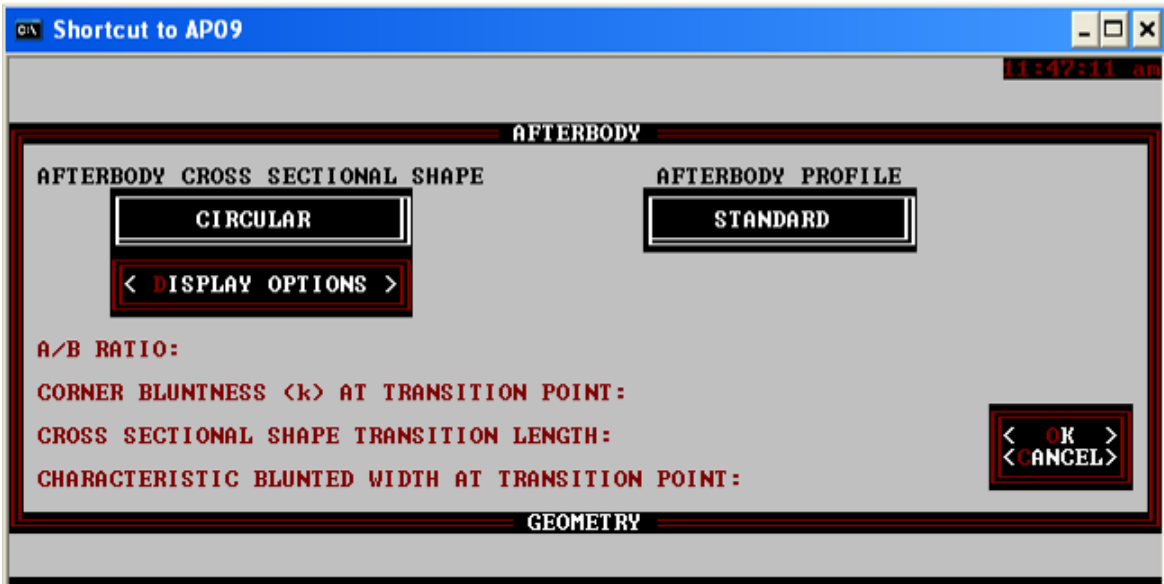 Shortcut to AP09
11:47:11 am
AFTERBODY
AFTERBODY CROSS SECTIONAL SHAPE AFTERBODY PROFILE
CIRCULAR STANDARD
< DISPLAY OPTIONS >
A/B RATIO:
CORNER BLUNTNESS (k) AT TRANSITION POINT:
CROSS SECTIONAL SHAPE TRANSITION LENGTH:
< OK >
<CANCEL>
CHARACTERISTIC BLUNTED WIDTH AT TRANSITION POINT:
GEOMETRY